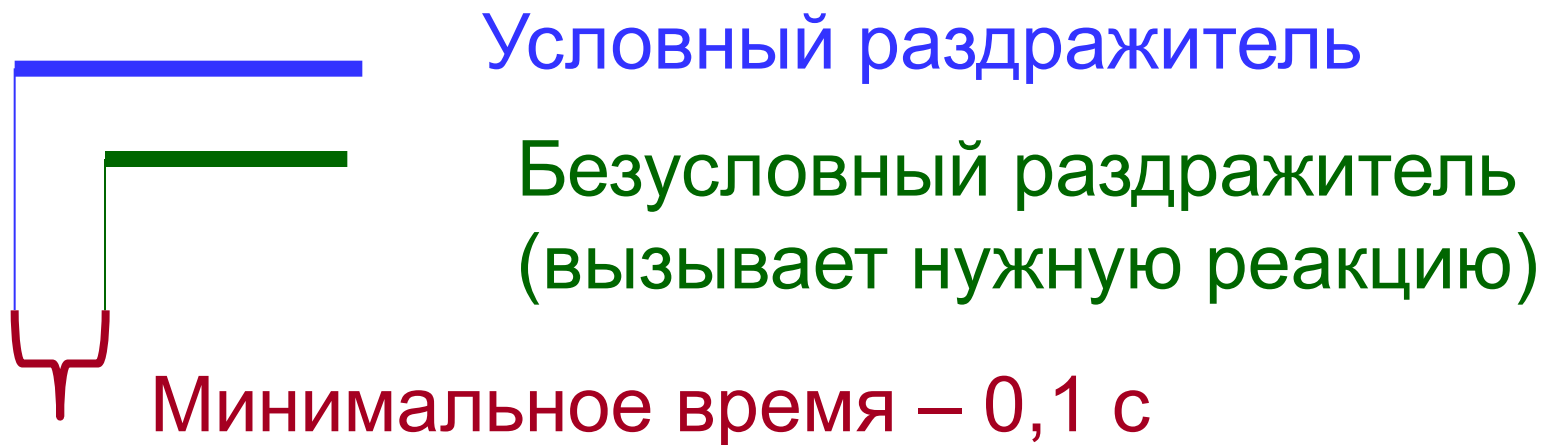 Условный раздражитель
Безусловный раздражитель
(вызывает нужную реакцию)
Минимальное время – 0,1 с